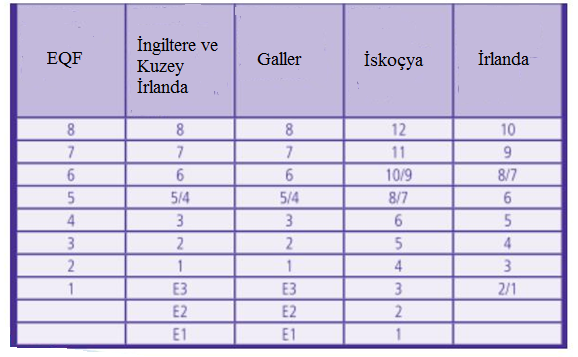 EQF İngiltere ve Kuzey İrlanda Galler İskoçya İrlanda
8 8 8 12 10
7 7 7 11 9
6 6 6 10/9 8/7
5 5/4 5/4 8/7 6
4 3 3 6 5
3 2 2 5 4
2 1 1 4 3
1 E3 E3 3 2/1
E2 E2 2
E1 E1 1